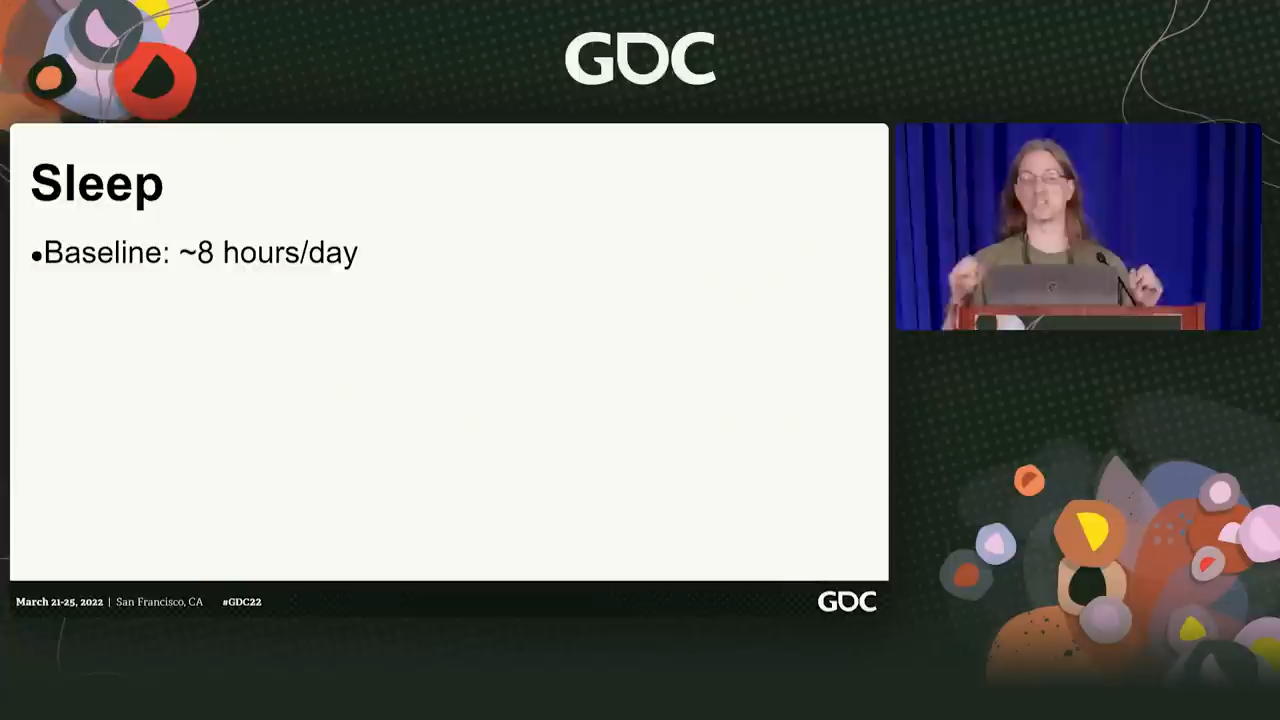 GDC
Sleep
•Baseline: ~8 hours/day
March 21-25, 2022 | San Francisco, CA #GDC22
GDC